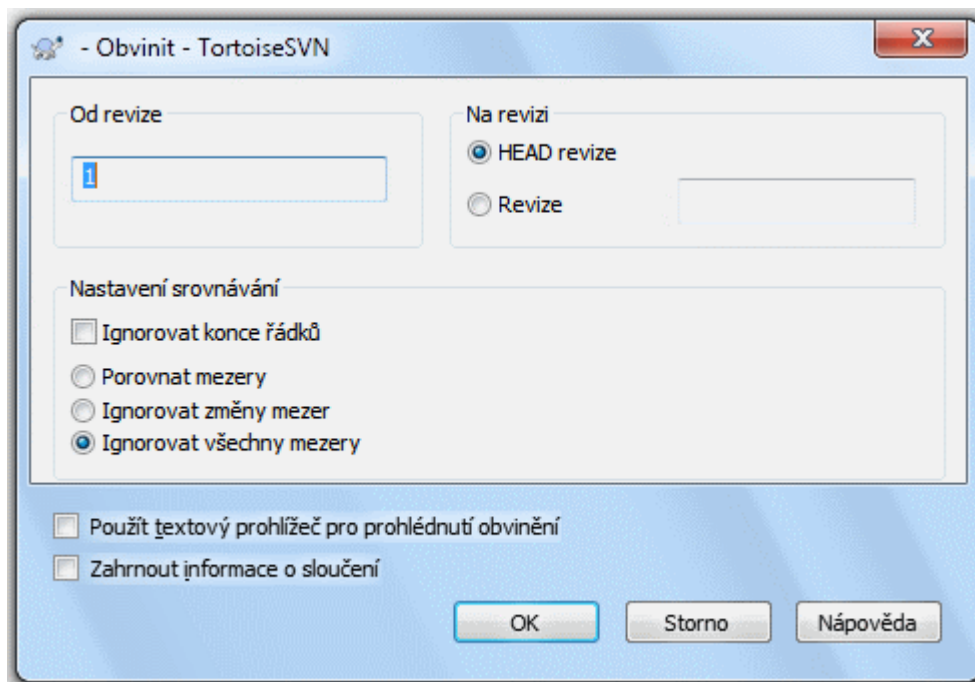 - Obvinit - TortoiseSVN
Od revize
1
Na revizi
HEAD revize
Revize
Nastavení srovnávání
Ignorovat konce řádků
Porovnat mezery
Ignorovat změny mezer
Ignorovat všechny mezery
Použít textový prohlížeč pro prohlédnutí obvinění
Zahrnout informace o sloučení
OK
Storno
Nápověda